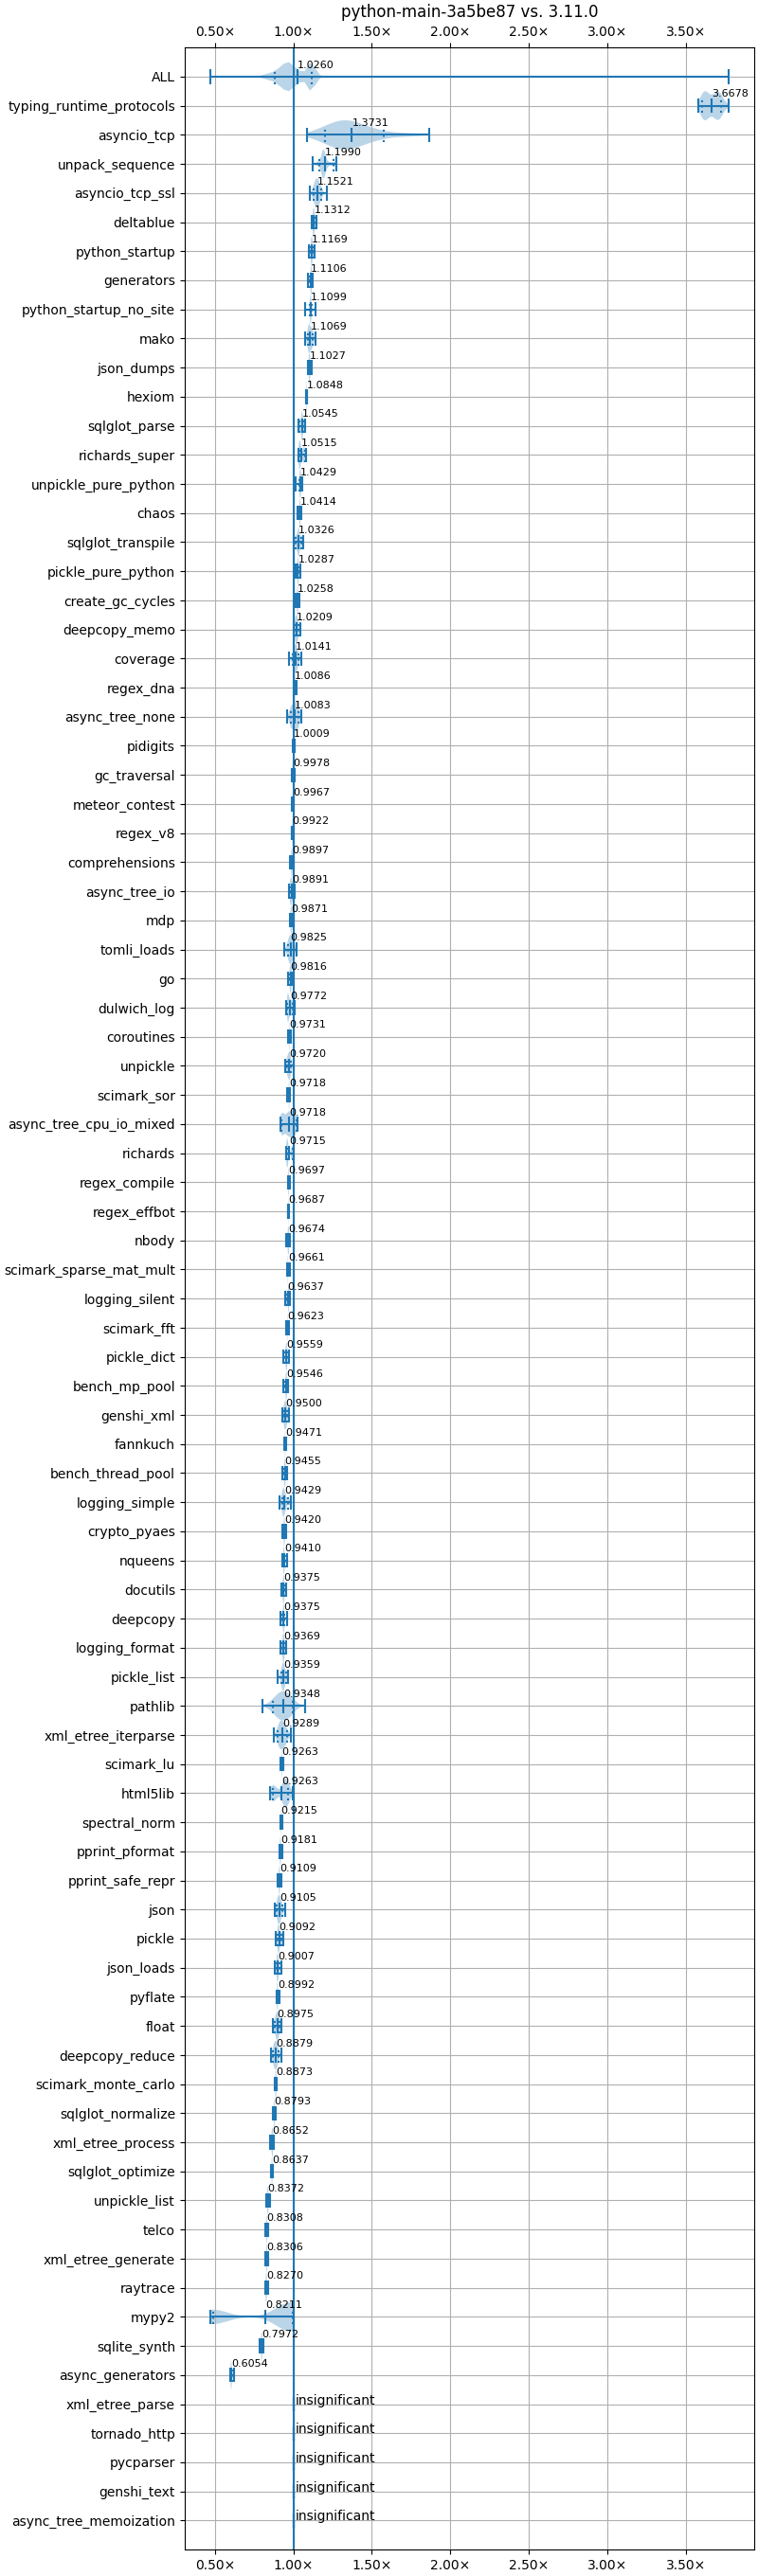 python-main-3a5be87 vs. 3.11.0
0.50× 1.00× 1.50× 2.00× 2.50× 3.00× 3.50×
ALL 1.0260
typing_runtime_protocols 3.6678
asyncio_tcp 1.3731
unpack_sequence 1.1990
asyncio_tcp_ssl 1.1521
deltablue 1.1312
python_startup 1.1169
generators 1.1106
python_startup_no_site 1.1099
mako 1.1069
json_dumps 1.1027
hexiom 1.0848
sqlglot_parse 1.0545
richards_super 1.0515
unpickle_pure_python 1.0429
chaos 1.0414
sqlglot_transpile 1.0326
pickle_pure_python 1.0287
create_gc_cycles 1.0258
deepcopy_memo 1.0209
coverage 1.0141
regex_dna 1.0086
async_tree_none 1.0083
pidigits 1.0009
gc_traversal 0.9978
meteor_contest 0.9967
regex_v8 0.9922
comprehensions 0.9897
async_tree_io 0.9891
mdp 0.9871
tomli_loads 0.9825
go 0.9816
dulwich_log 0.9772
coroutines 0.9731
unpickle 0.9720
scimark_sor 0.9718
async_tree_cpu_io_mixed 0.9718
richards 0.9715
regex_compile 0.9697
regex_effbot 0.9687
nbody 0.9674
scimark_sparse_mat_mult 0.9661
logging_silent 0.9637
scimark_fft 0.9623
pickle_dict 0.9559
bench_mp_pool 0.9546
genshi_xml 0.9500
fannkuch 0.9471
bench_thread_pool 0.9455
logging_simple 0.9429
crypto_pyaes 0.9420
nqueens 0.9410
docutils 0.9375
deepcopy 0.9375
logging_format 0.9369
pickle_list 0.9359
pathlib 0.9348
xml_etree_iterparse 0.9289
scimark_lu 0.9263
html5lib 0.9263
spectral_norm 0.9215
pprint_pformat 0.9181
pprint_safe_repr 0.9109
json 0.9105
pickle 0.9092
json_loads 0.9007
pyflate 0.8992
float 0.8975
deepcopy_reduce 0.8879
scimark_monte_carlo 0.8873
sqlglot_normalize 0.8793
xml_etree_process 0.8652
sqlglot_optimize 0.8637
unpickle_list 0.8372
telco 0.8308
xml_etree_generate 0.8306
raytrace 0.8270
mypy2 0.8211
sqlite_synth 0.7972
async_generators 0.6054
xml_etree_parse insignificant
tornado_http insignificant
pycparser insignificant
genshi_text insignificant
async_tree_memoization insignificant
0.50× 1.00× 1.50× 2.00× 2.50× 3.00× 3.50×